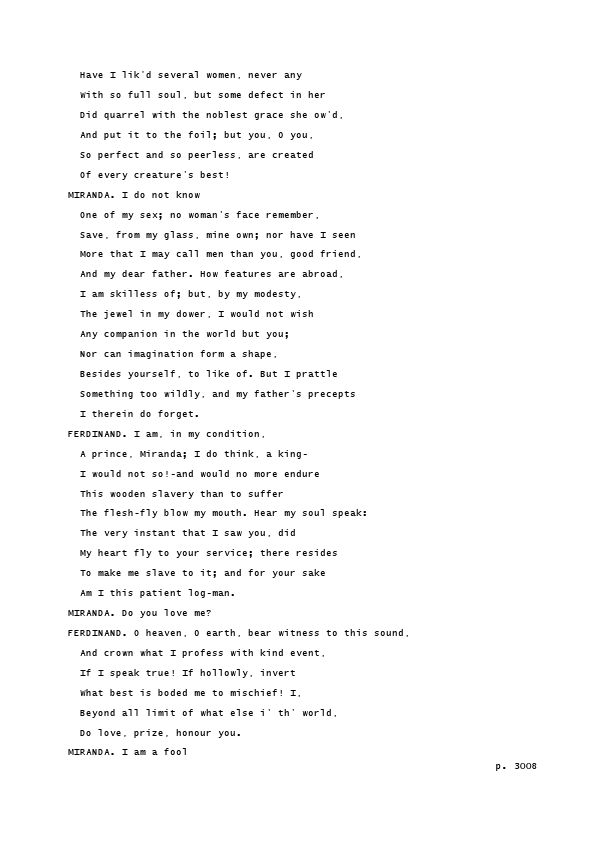 Have I lik'd several women, never any
With so full soul, but some defect in her
Did quarrel with the noblest grace she ow'd,
And put it to the foil; but you, O you,
So perfect and so peerless, are created
Of every creature's best!
MIRANDA. I do not know
One of my sex; no woman's face remember,
Save, from my glass, mine own; nor have I seen
More that I may call men than you, good friend,
And my dear father. How features are abroad,
I am skilless of; but, by my modesty,
The jewel in my dower, I would not wish
Any companion in the world but you;
Nor can imagination form a shape,
Besides yourself, to like of. But I prattle
Something too wildly, and my father's precepts
I therein do forget.
FERDINAND. I am, in my condition,
A prince, Miranda; I do think, a king-
I would not so!-and would no more endure
This wooden slavery than to suffer
The flesh-fly blow my mouth. Hear my soul speak:
The very instant that I saw you, did
My heart fly to your service; there resides
To make me slave to it; and for your sake
Am I this patient log-man.
MIRANDA. Do you love me?
FERDINAND. O heaven, O earth, bear witness to this sound,
And crown what I profess with kind event,
If I speak true! If hollowly, invert
What best is boded me to mischief! I,
Beyond all limit of what else i' th' world,
Do love, prize, honour you.
MIRANDA. I am a fool
p. 3008